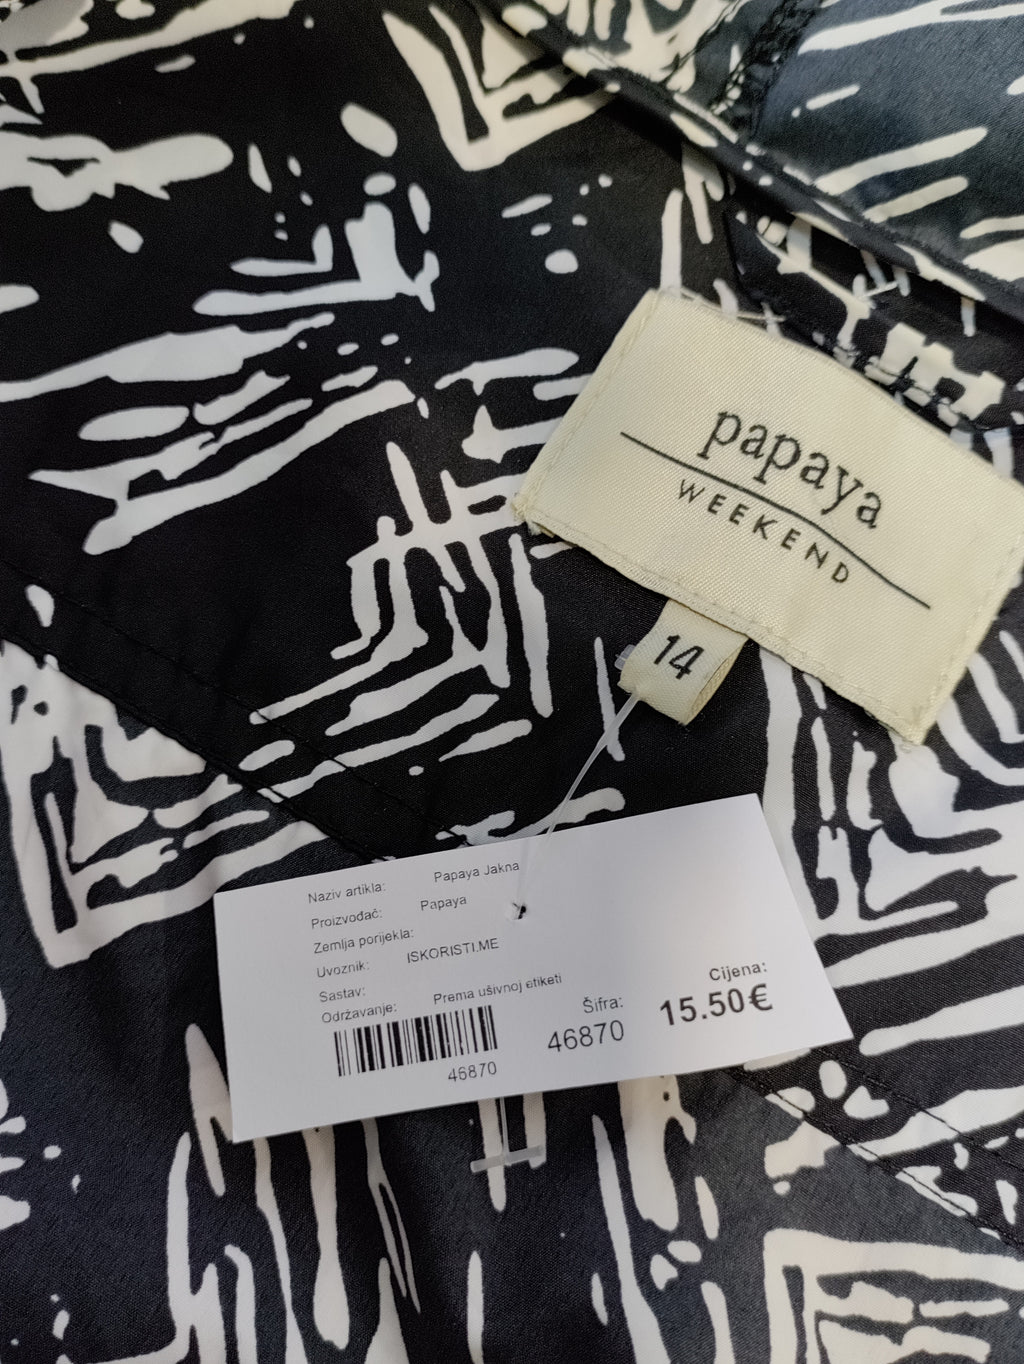 papaya
WEEKEND
14
Naziv artikla: Papaya Jakna
Proizvođač: Papaya
Zemlja porijekla:
Uvoznik: ISKORISTI.ME
Sastav:
Održavanje: Prema ušivnoj etiketi
46870
Šifra:
46870
Cijena:
15.50€